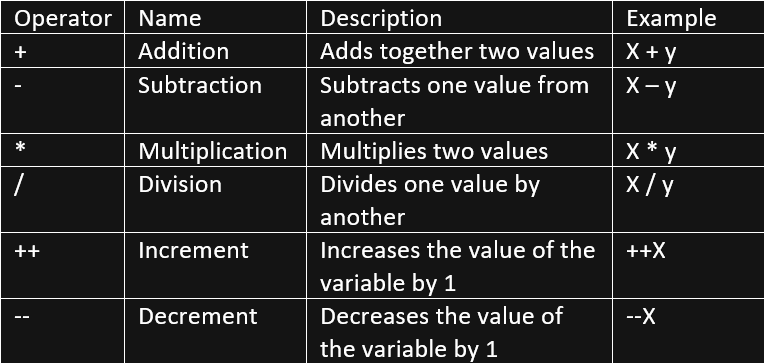 Operator Name Description Example
+ Addition Adds together two values X + y
- Subtraction Subtracts one value from another X – y
* Multiplication Multiplies two values X * y
/ Division Divides one value by another X / y
++ Increment Increases the value of the variable by 1 ++X
-- Decrement Decreases the value of the variable by 1 --X